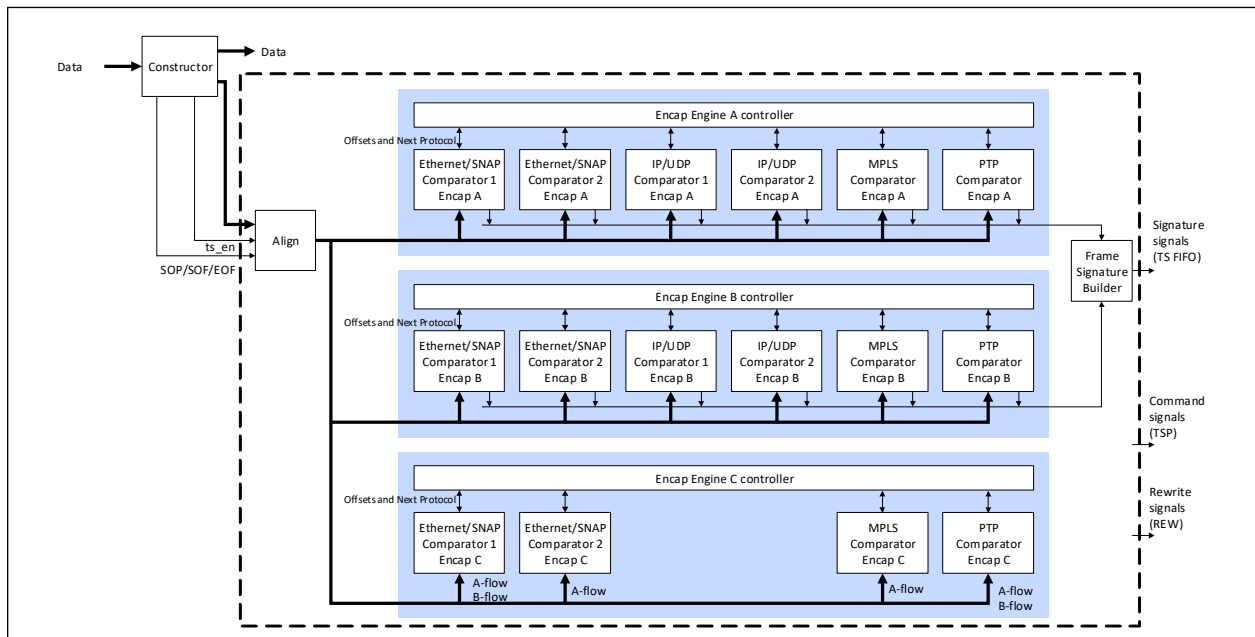 Data
Constructor
Data
Encap Engine A controller
Offsets and Next Protocol
Ethernet/SNAP
Comparator 1
Encap A
Ethernet/SNAP
Comparator 2
Encap A
IP/UDP
Comparator 1
Encap A
IP/UDP
Comparator 2
Encap A
MPLS
Comparator
Encap A
PTP
Comparator
Encap A
Align
ts_en
SOP/SOF/EOF
Signature
signals
(TS FIFO)
Frame
Signature
Builder
Encap Engine B controller
Offsets and Next Protocol
Ethernet/SNAP
Comparator 1
Encap B
Ethernet/SNAP
Comparator 2
Encap B
IP/UDP
Comparator 1
Encap B
IP/UDP
Comparator 2
Encap B
MPLS
Comparator
Encap B
PTP
Comparator
Encap B
Command
signals
(TSP)
Encap Engine C controller
Offsets and Next Protocol
Ethernet/SNAP
Comparator 1
Encap C
Ethernet/SNAP
Comparator 2
Encap C
MPLS
Comparator
Encap C
PTP
Comparator
Encap C
Rewrite
signals
(REW)
A-flow
B-flow
A-flow
A-flow
A-flow
B-flow